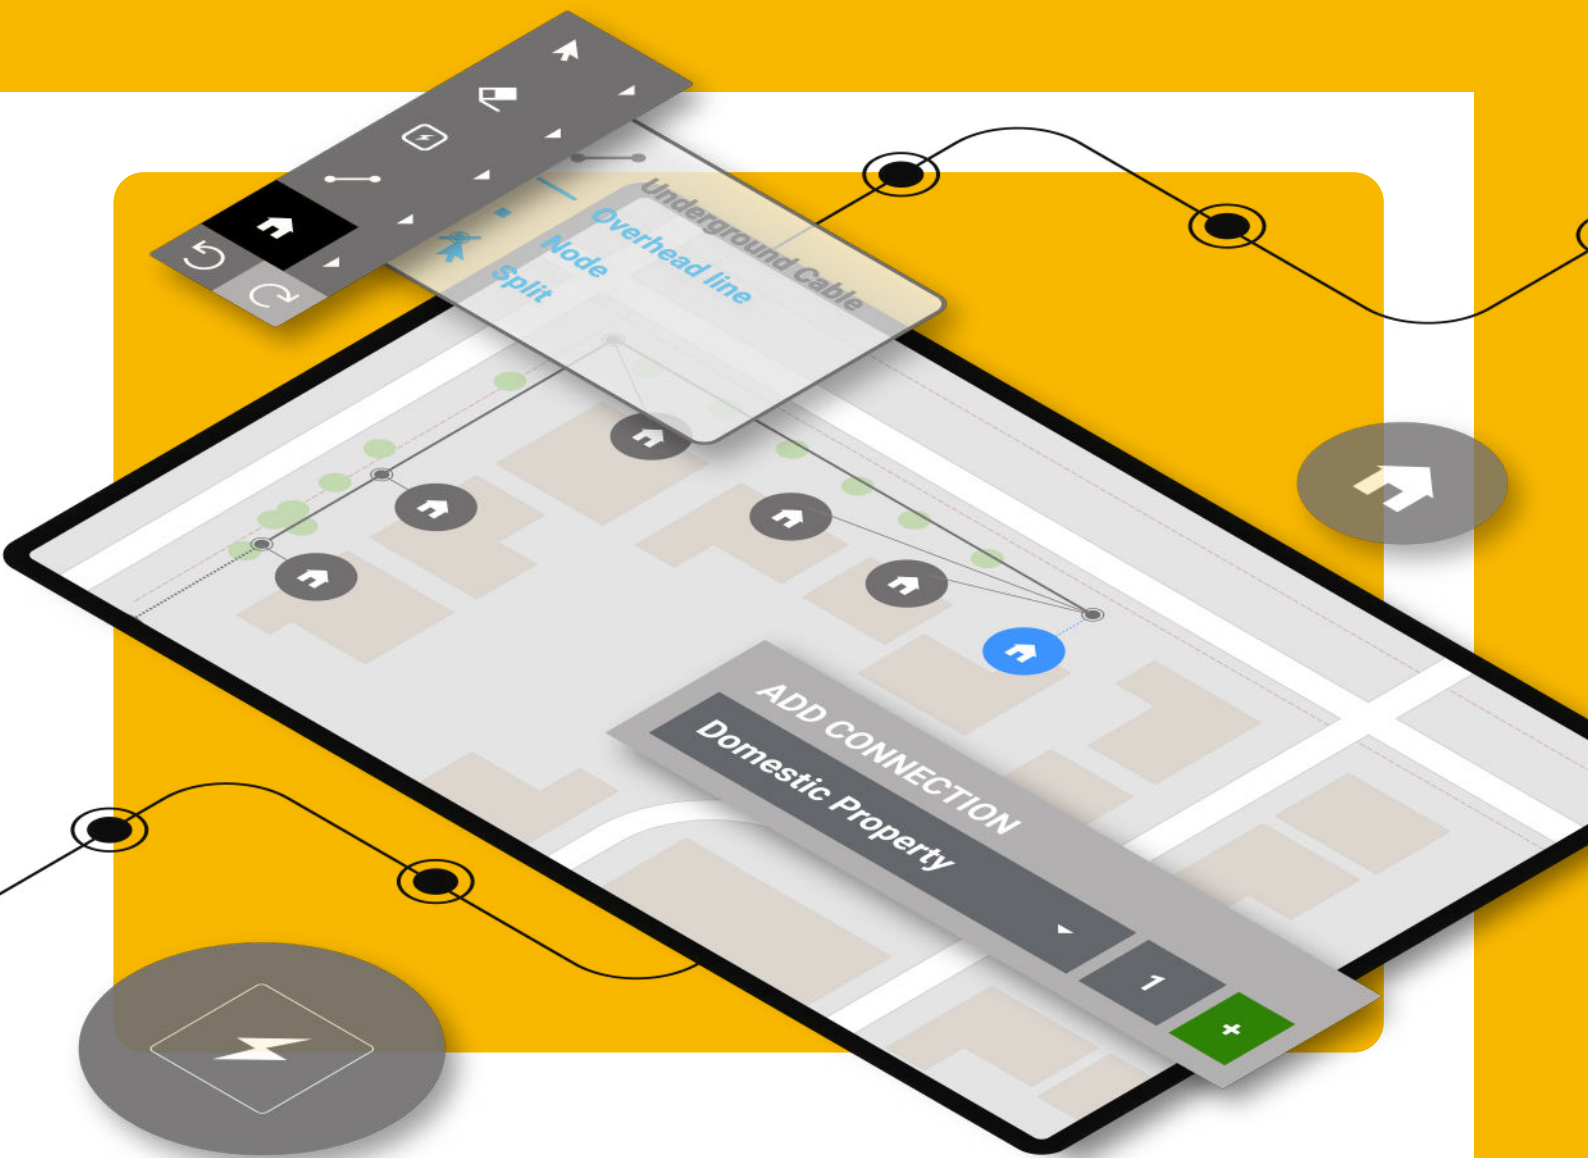 Underground Cable
Overhead line
Node
Split
ADD CONNECTION
Domestic Property
1
+